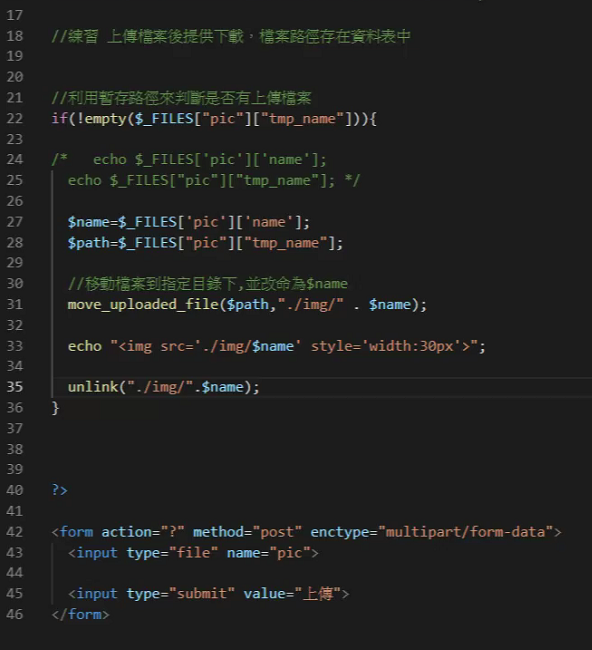 17
18 //練習 上傳檔案後提供下載，檔案路徑存在資料表中
19
20
21 //利用暫存路徑來判斷是否有上傳檔案
22 if(!empty($_FILES["pic"]["tmp_name"])){
23
24 /*   echo $_FILES['pic']['name'];
25   echo $_FILES["pic"]["tmp_name"]; */
26
27   $name=$_FILES['pic']['name'];
28   $path=$_FILES["pic"]["tmp_name"];
29
30   //移動檔案到指定目錄下,並改命為$name
31   move_uploaded_file($path,"./img/" . $name);
32
33   echo "<img src='./img/$name' style='width:30px'>";
34
35   unlink("./img/".$name);
36 }
37
38
39
40 ?>
41
42 <form action="?" method="post" enctype="multipart/form-data">
43   <input type="file" name="pic">
44
45   <input type="submit" value="上傳">
46 </form>